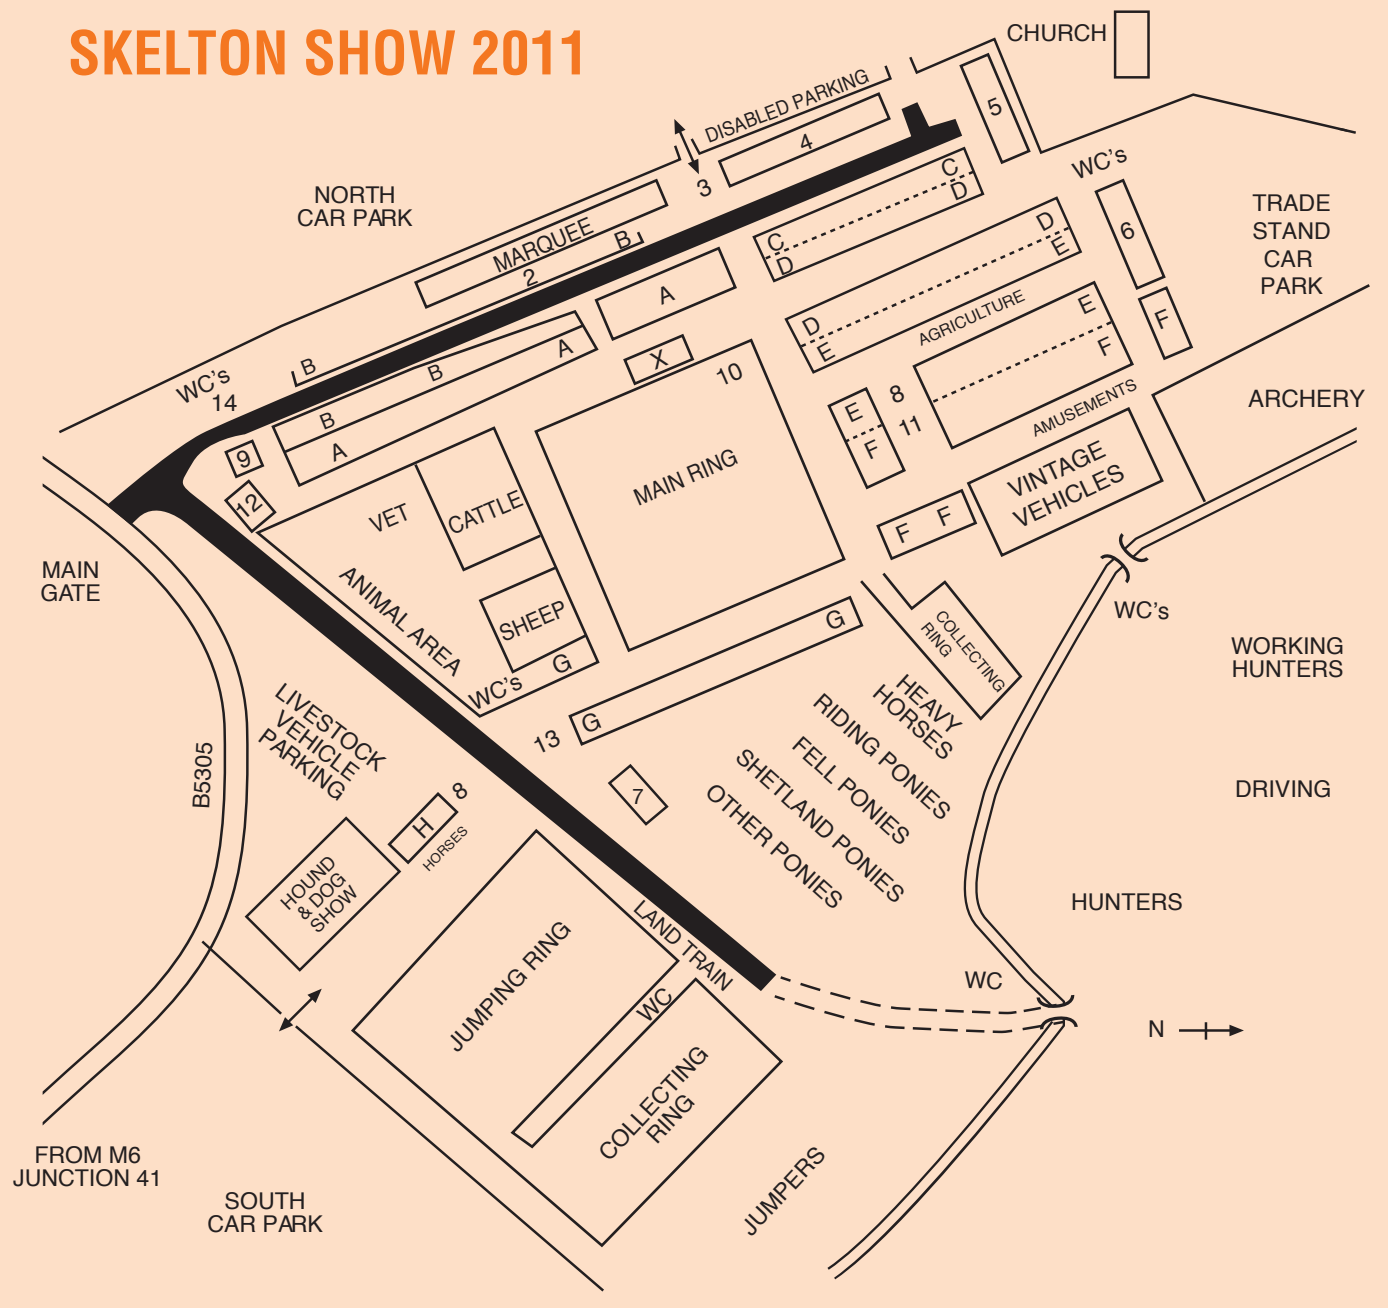 SKELTON SHOW 2011
CHURCH
DISABLED PARKING
4
5
3
NORTH
CAR PARK
MARQUEE
2
B
B
WC's
14
C
D
C
D
WC's
6
TRADE
STAND
CAR
PARK
D
E
D
E
AGRICULTURE
E
F
F
A
X
10
B
A
B
A
9
12
8
11
E
F
AMUSEMENTS
ARCHERY
VINTAGE
VEHICLES
F F
MAIN RING
VET
CATTLE
SHEEP
G
ANIMAL AREA
WC's
MAIN
GATE
WC's
COLLECTING
RING
WORKING
HUNTERS
G
G
13
7
HEAVY
HORSES
RIDING PONIES
FELL PONIES
SHETLAND PONIES
OTHER PONIES
DRIVING
HUNTERS
LIVESTOCK
VEHICLE
PARKING
B5305
8
H
HORSES
HOUND
& DOG
SHOW
JUMPING RING
LAND TRAIN
WC
WC
N
COLLECTING
RING
JUMPERS
FROM M6
JUNCTION 41
SOUTH
CAR PARK